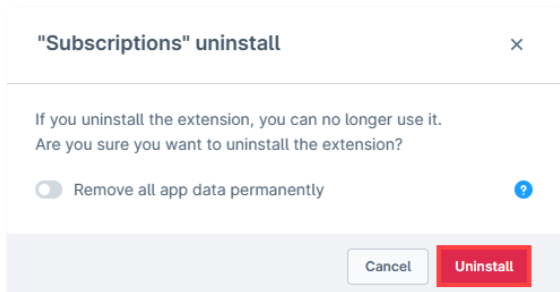 "Subscriptions" uninstall
If you uninstall the extension, you can no longer use it.
Are you sure you want to uninstall the extension?
Remove all app data permanently
?
Cancel
Uninstall